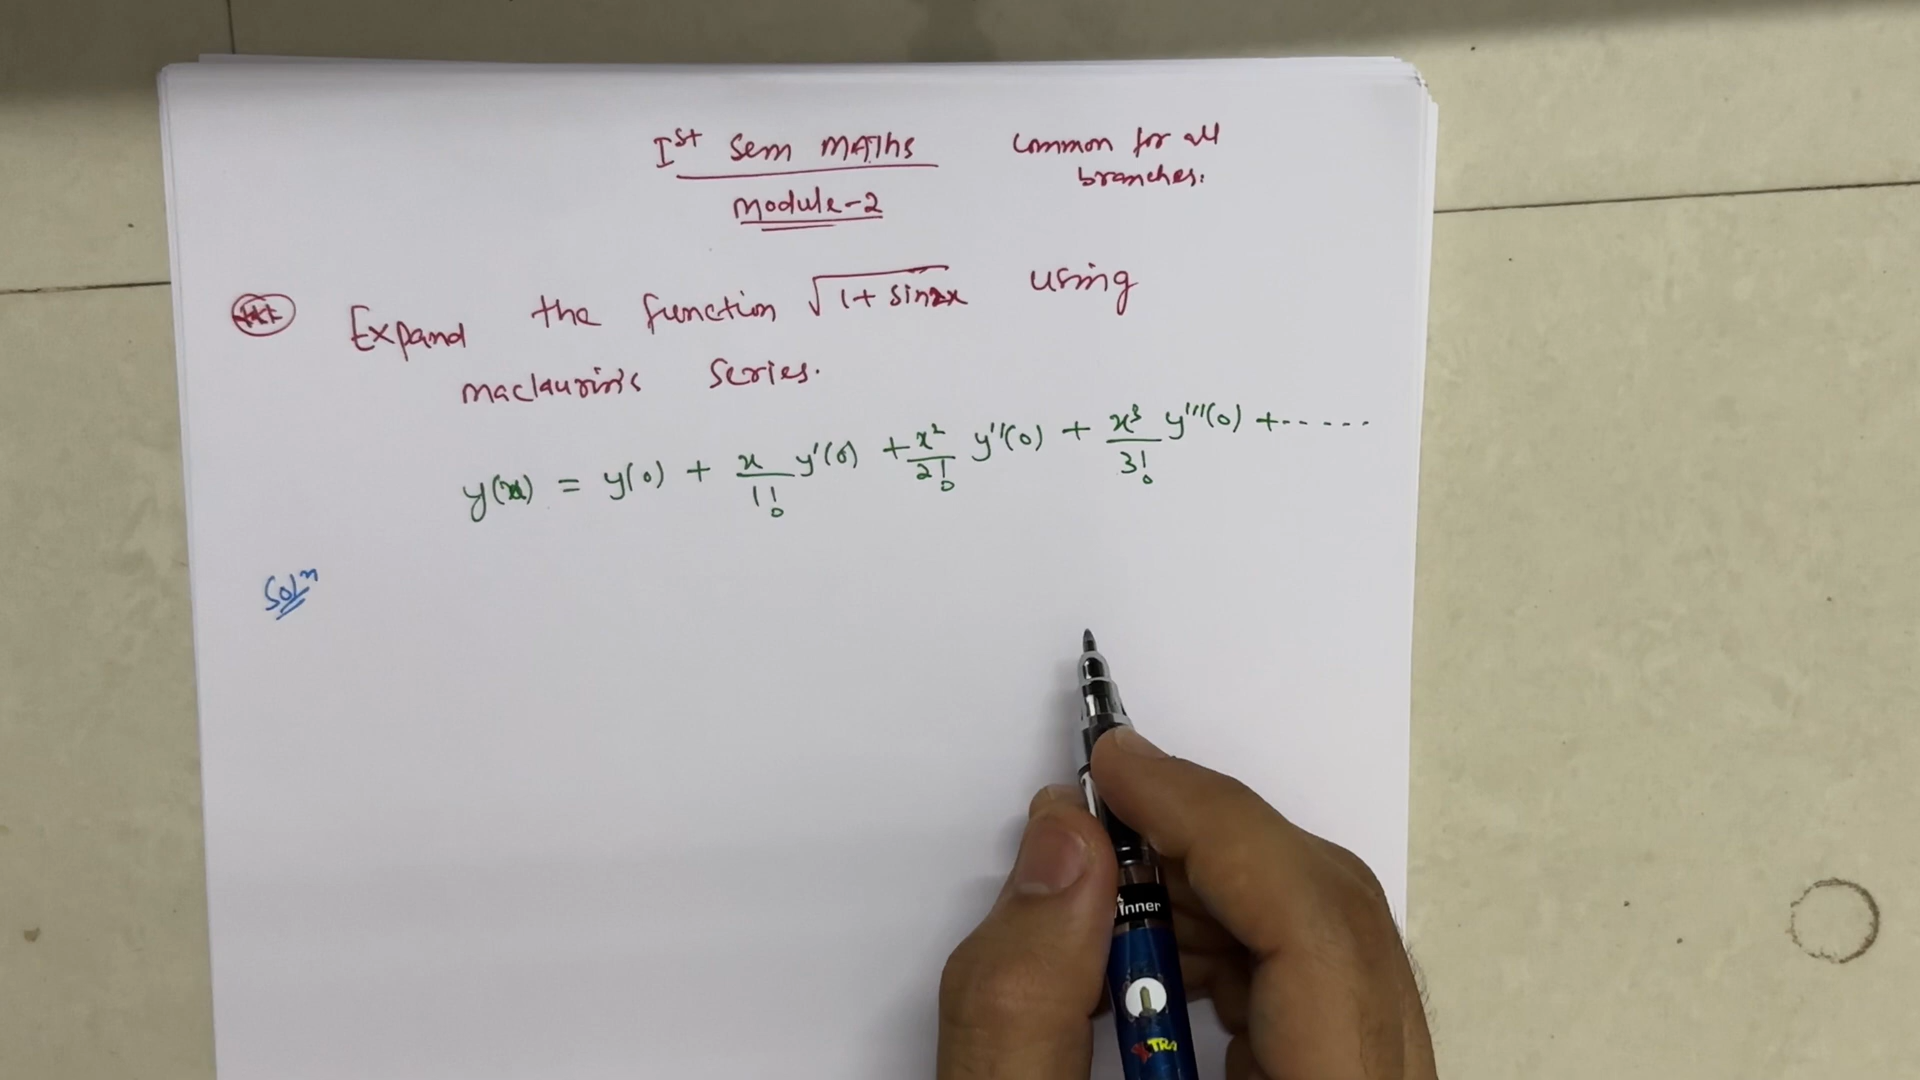 Ist Sem MAThs
Common for all
branches.
Module-2
Expand the function √1+ sin2x using
maclaurin's series.
y(x) = y(0) + x/1! y'(0) + x²/2! y''(0) + x³/3! y'''(0) + ......
Solⁿ
inner
XTRA